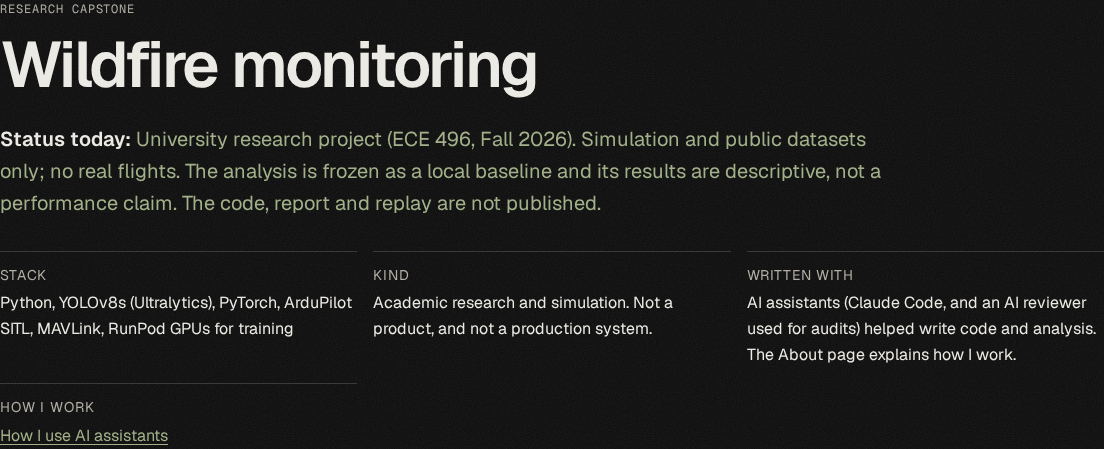 RESEARCH CAPSTONE
Wildfire monitoring
Status today: University research project (ECE 496, Fall 2026). Simulation and public datasets
only; no real flights. The analysis is frozen as a local baseline and its results are descriptive, not a
performance claim. The code, report and replay are not published.
STACK
Python, YOLOv8s (Ultralytics), PyTorch, ArduPilot
SITL, MAVLink, RunPod GPUs for training
KIND
Academic research and simulation. Not a
product, and not a production system.
WRITTEN WITH
AI assistants (Claude Code, and an AI reviewer
used for audits) helped write code and analysis.
The About page explains how I work.
HOW I WORK
How I use AI assistants